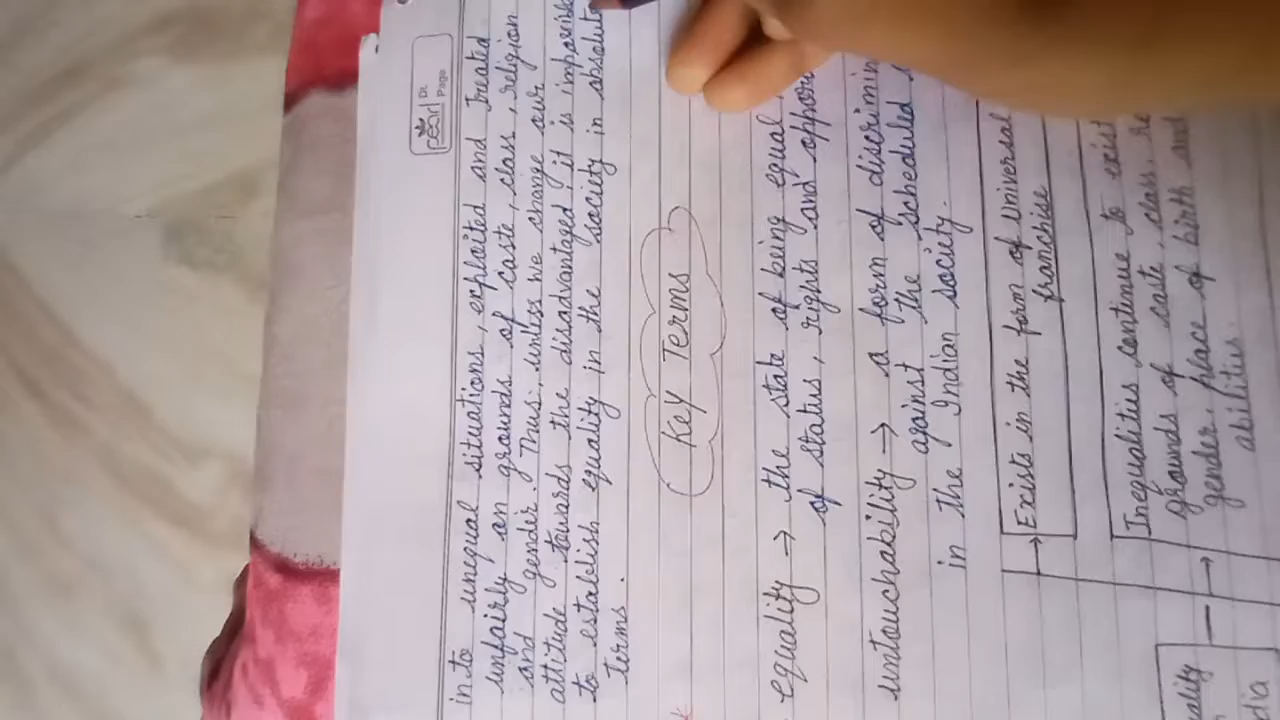 pearl
Dt.
Page
into unequal situations, exploited and treated
unfairly on grounds of caste, class, religion
and gender. Thus, unless we change our
attitude towards the disadvantaged it is
to establish equality in the society in absolute
terms.
Key Terms
equality → the state of being equal
of status, rights and
untouchability → a form of
against the scheduled
in the Indian society.
Exists in the form of Universal
franchise
Inequalities continue to exist
grounds of caste, class,
gender, place of birth and
abilities.